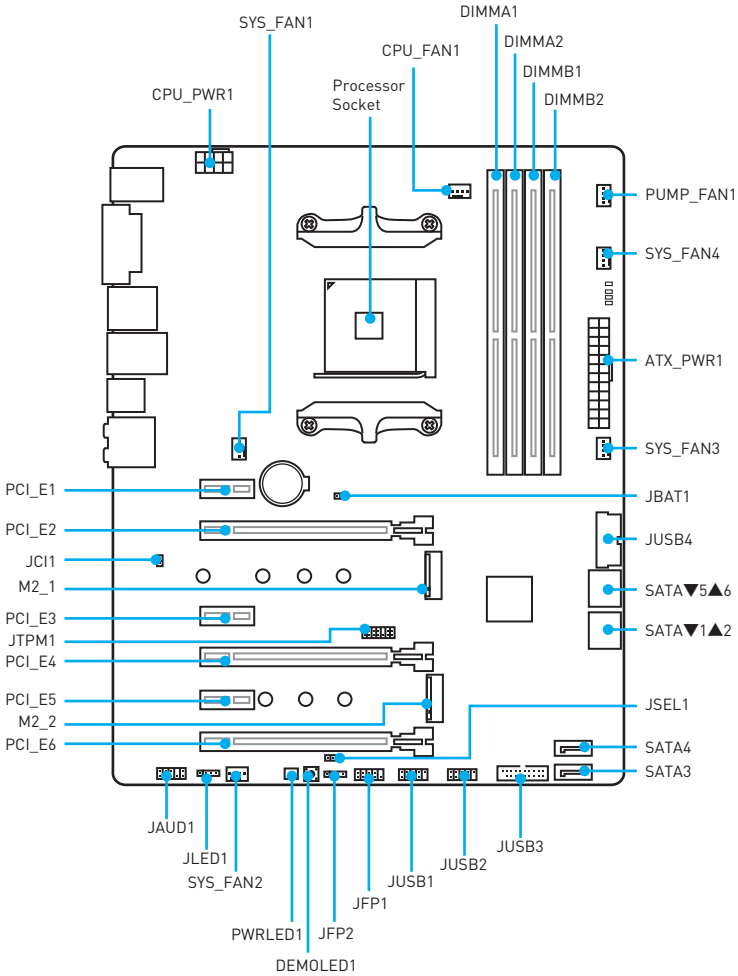 DIMMA1
SYS_FAN1
DIMMA2
CPU_FAN1
DIMMB1
Processor
Socket
CPU_PWR1
DIMMB2
PUMP_FAN1
SYS_FAN4
ATX_PWR1
SYS_FAN3
PCI_E1
JBAT1
PCI_E2
JUSB4
JCI1
M2_1
SATA▼5▲6
PCI_E3
SATA▼1▲2
JTPM1
PCI_E4
PCI_E5
JSEL1
M2_2
PCI_E6
SATA4
SATA3
JAUD1
JUSB3
JLED1
JUSB2
SYS_FAN2
JUSB1
JFP1
PWRLED1
JFP2
DEMOLED1